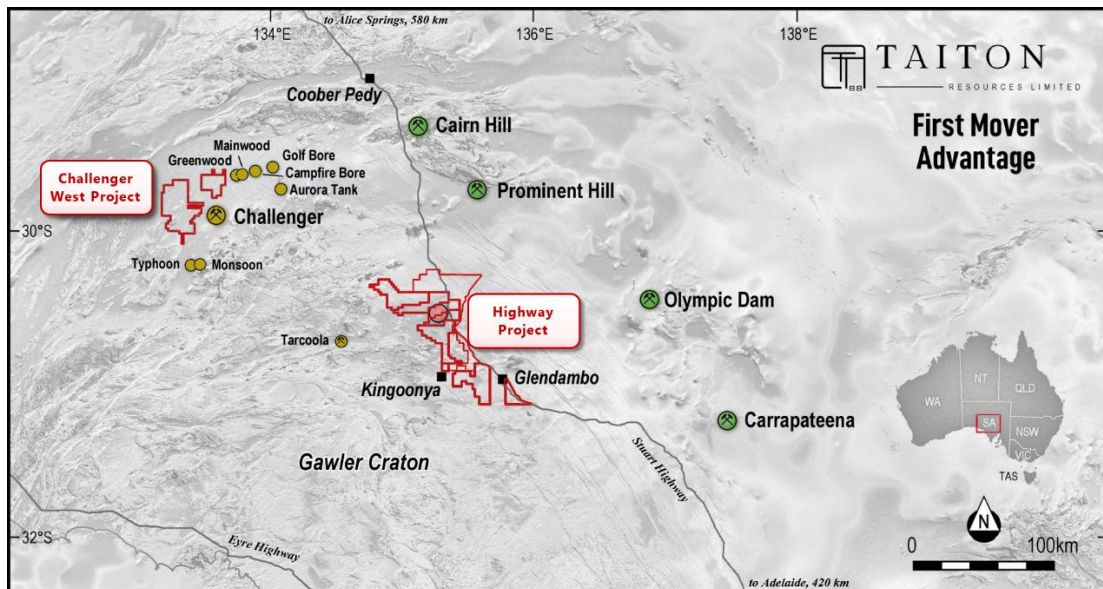 to Alice Springs, 580 km
134°E
136°E
138°E
TAITON
RESOURCES LIMITED
First Mover
Advantage
Coober Pedy
Cairn Hill
Mainwood
Golf Bore
Greenwood
Campfire Bore
Aurora Tank
Challenger
West Project
Prominent Hill
Challenger
30°S
Typhoon
Monsoon
Olympic Dam
Highway
Project
Tarcoola
Kingoonya
Glendambo
Carrapateena
Gawler Craton
Stuart Highway
NT
QLD
WA
SA
NSW
VIC
TAS
N
32°S
Eyre Highway
0
100km
to Adelaide, 420 km